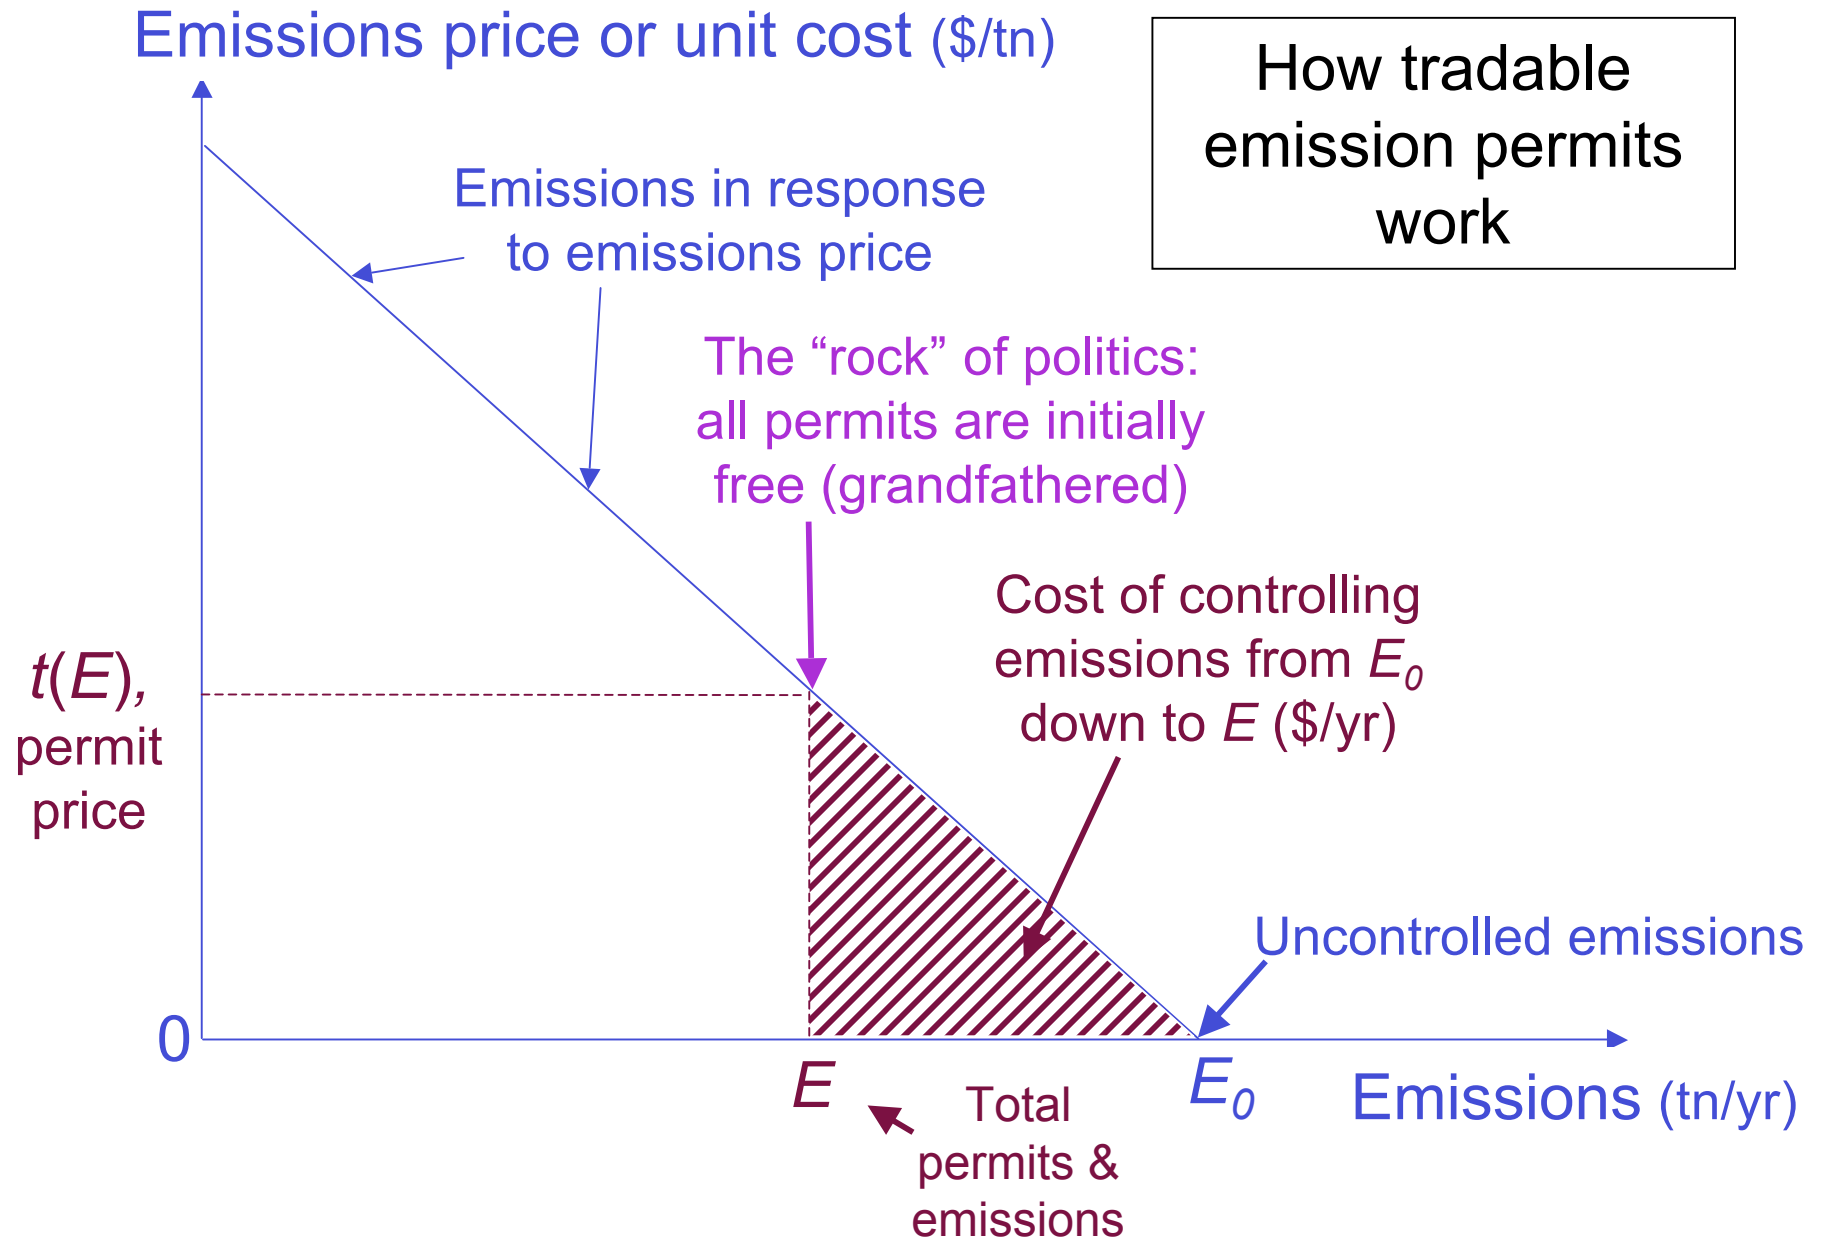 Emissions price or unit cost ($/tn)
How tradable
emission permits
work
Emissions in response
to emissions price
The “rock” of politics:
all permits are initially
free (grandfathered)
Cost of controlling
emissions from E0
down to E ($/yr)
t(E),
permit
price
Uncontrolled emissions
0
E
E0
Emissions (tn/yr)
Total
permits &
emissions